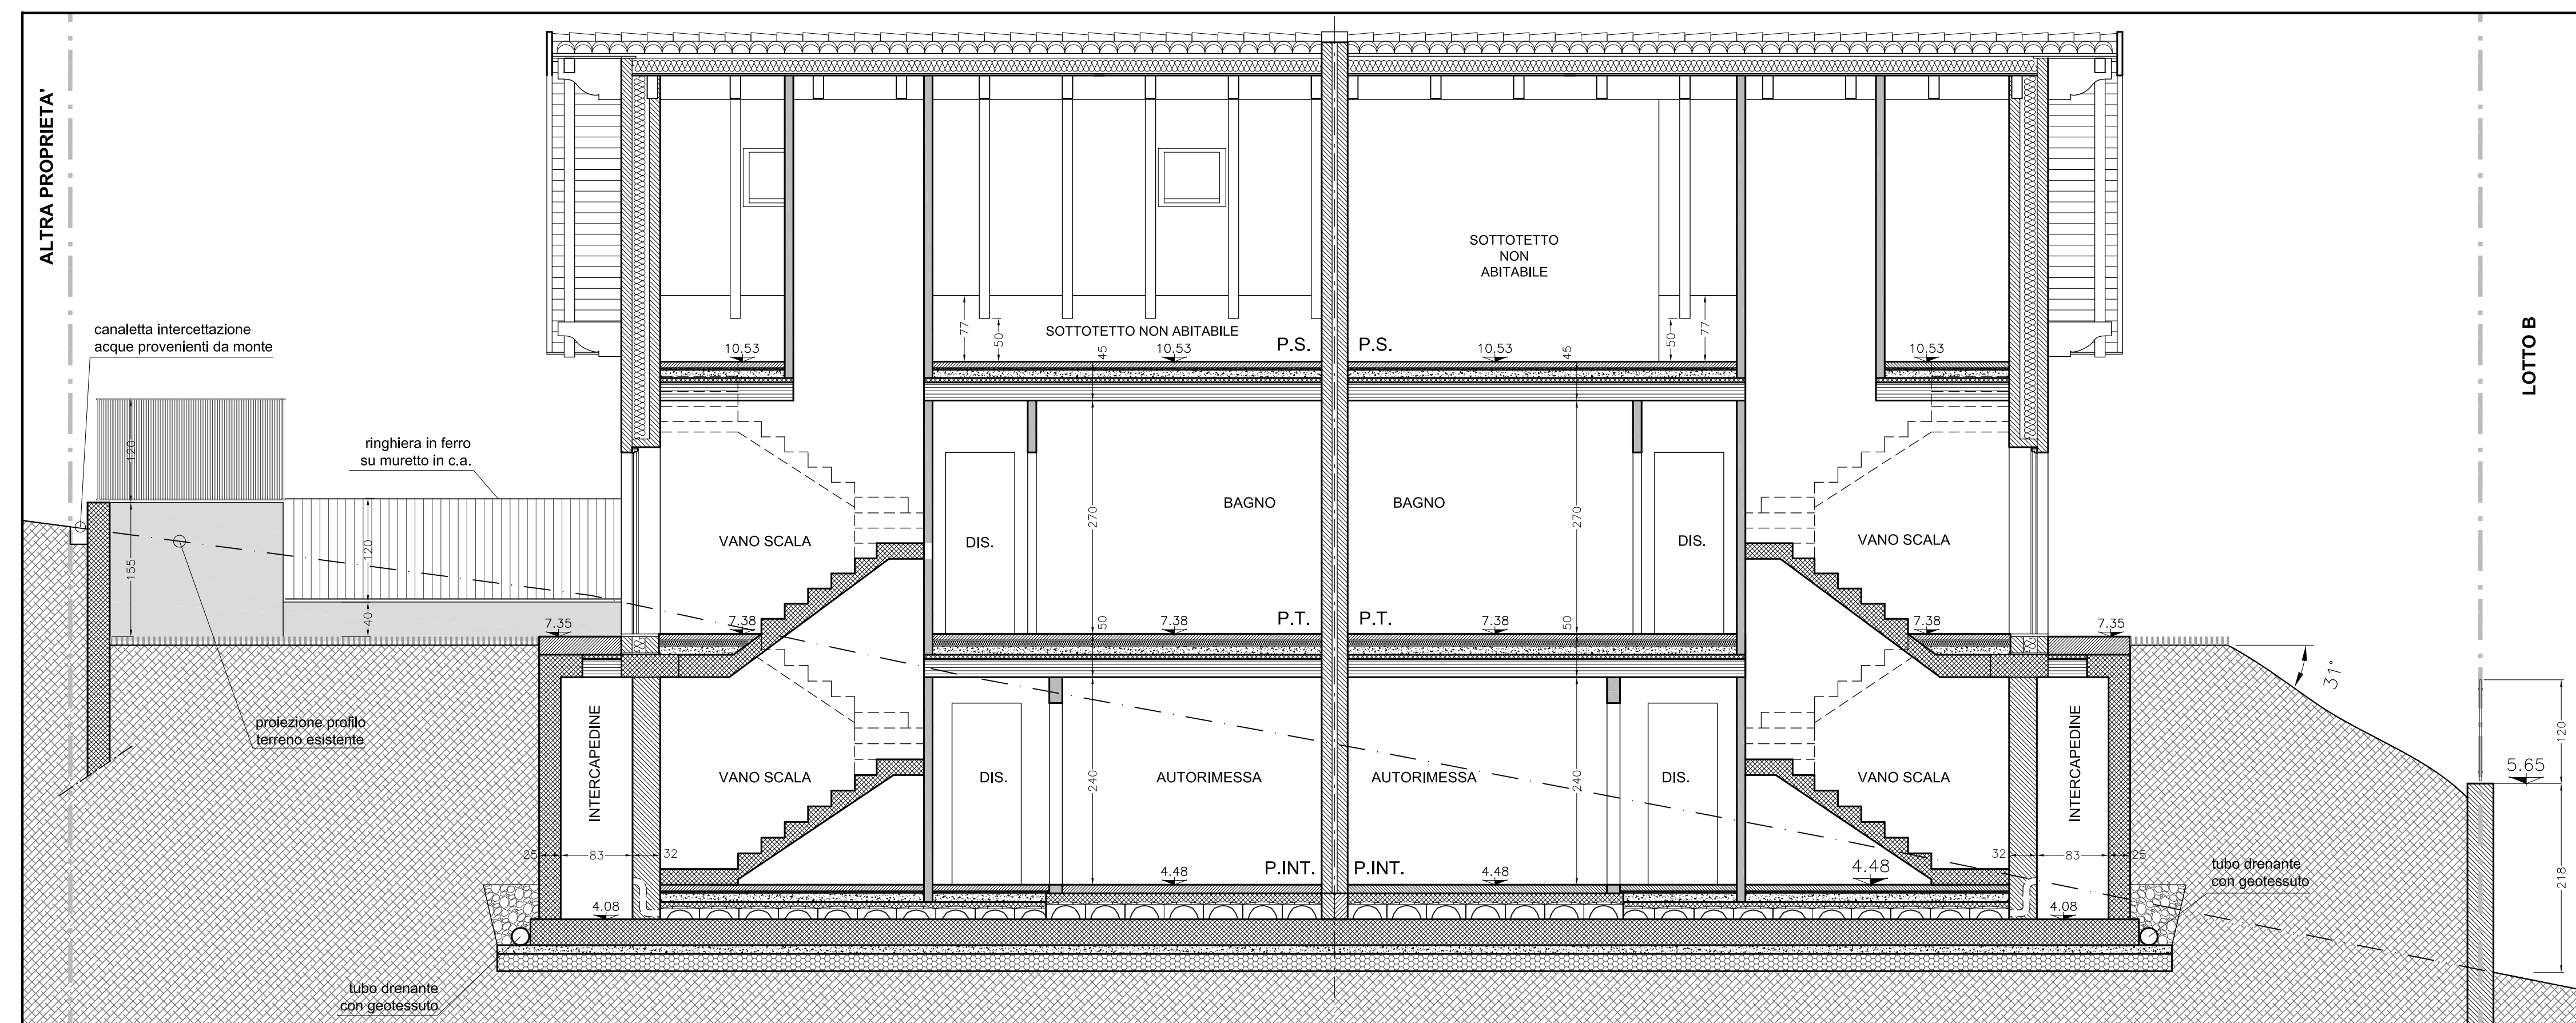 ALTRA PROPRIETA'
LOTTO B
canaletta intercettazione
acque provenienti da monte
ringhiera in ferro
su muretto in c.a.
proiezione profilo
terreno esistente
tubo drenante
con geotessuto
tubo drenante
con geotessuto
SOTTOTETTO
NON
ABITABILE
SOTTOTETTO NON ABITABILE
77
50
50
77
P.S.
P.S.
10.53
10.53
10.53
10.53
45
45
120
155
120
40
270
270
BAGNO
BAGNO
VANO SCALA
DIS.
DIS.
VANO SCALA
P.T.
P.T.
7.35
7.38
7.38
7.38
7.38
7.35
50
50
31°
INTERCAPEDINE
VANO SCALA
DIS.
AUTORIMESSA
AUTORIMESSA
DIS.
VANO SCALA
INTERCAPEDINE
240
240
5.65
120
218
25
83
32
32
83
25
P.INT.
P.INT.
4.48
4.48
4.48
4.08
4.08